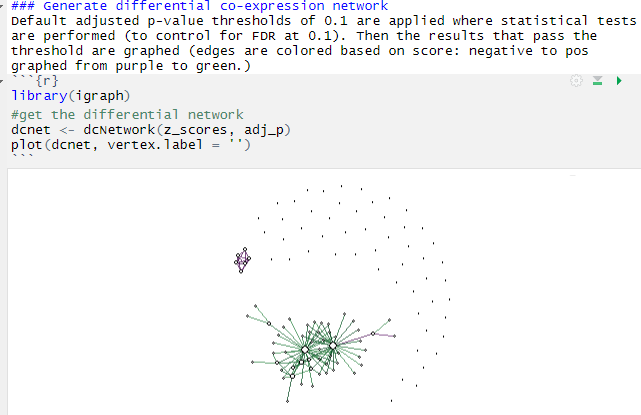 ### Generate differential co-expression network
Default adjusted p-value thresholds of 0.1 are applied where statistical tests
are performed (to control for FDR at 0.1). Then the results that pass the
threshold are graphed (edges are colored based on score: negative to pos
graphed from purple to green.)
```{r}
library(igraph)
#get the differential network
dcnet <- dcNetwork(z_scores, adj_p)
plot(dcnet, vertex.label = '')
```